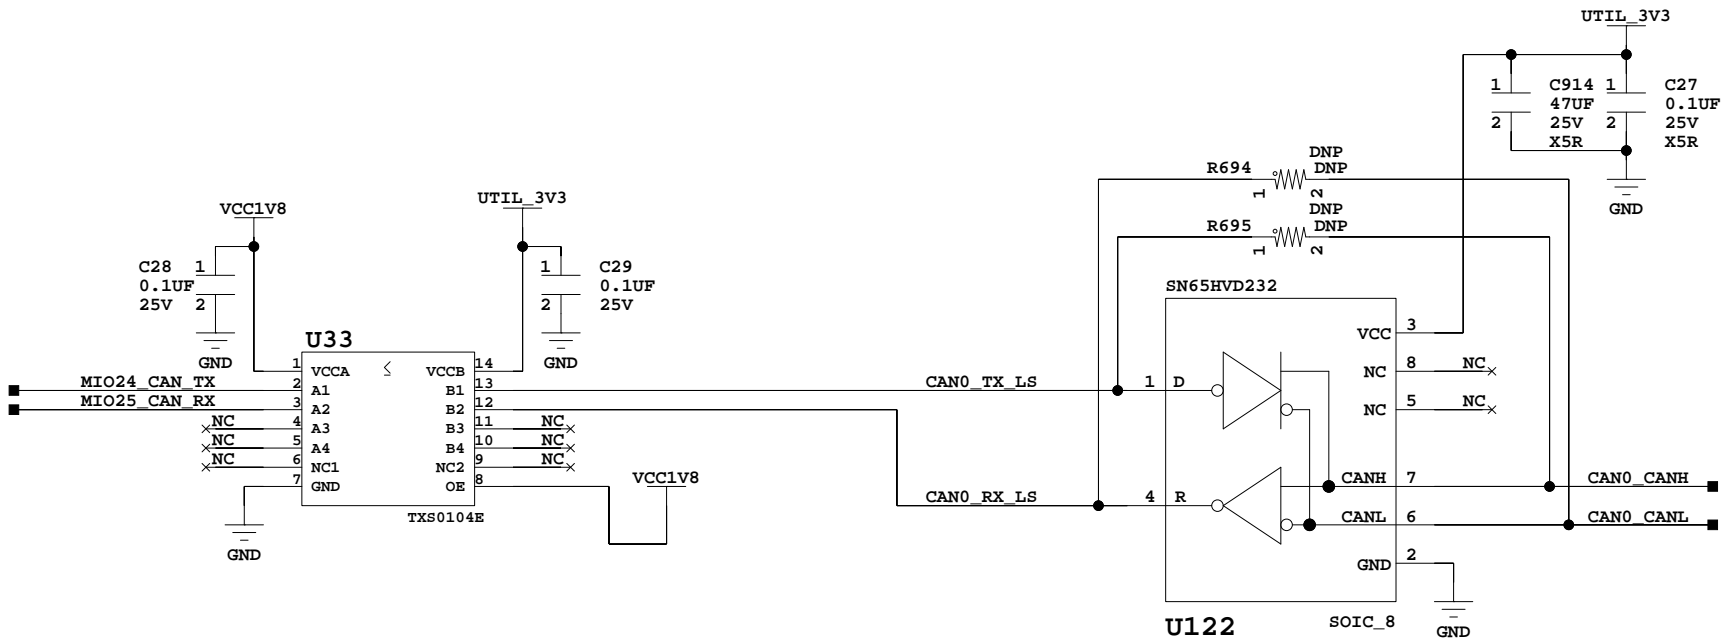 UTIL_3V3
1 C914 1 C27
47UF 0.1UF
2 25V 2 25V
X5R X5R
GND
DNP
R694 DNP
1 2
DNP
R695 DNP
1 2
VCC1V8
UTIL_3V3
C28 1
0.1UF
25V 2
GND
1 C29
0.1UF
2 25V
GND
U33
1 VCCA ≤ VCCB 14
MIO24_CAN_TX 2 A1 B1 13 CAN0_TX_LS
MIO25_CAN_RX 3 A2 B2 12
NC 4 A3 B3 11 NC
NC 5 A4 B4 10 NC
NC 6 NC1 NC2 9 NC
7 GND OE 8 VCC1V8
TXS0104E
GND
CAN0_RX_LS
SN65HVD232
VCC 3
1 D
NC 8 NC
NC 5 NC
4 R
CANH 7 CAN0_CANH
CANL 6 CAN0_CANL
GND 2
U122 SOIC_8
GND